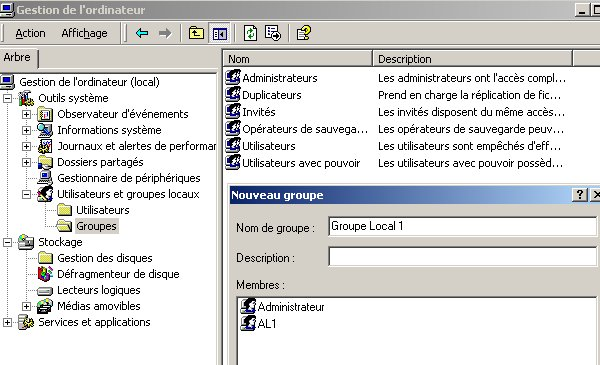 Gestion de l'ordinateur
Action Affichage
Arbre
Gestion de l'ordinateur (local)
Outils système
Observateur d'événements
Informations système
Journaux et alertes de performar
Dossiers partagés
Gestionnaire de périphériques
Utilisateurs et groupes locaux
Utilisateurs
Groupes
Stockage
Gestion des disques
Défragmenteur de disque
Lecteurs logiques
Médias amovibles
Services et applications
Nom Description
Administrateurs Les administrateurs ont l'accès compl...
Duplicateurs Prend en charge la réplication de fic...
Invités Les invités disposent du même accès...
Opérateurs de sauvega... Les opérateurs de sauvegarde peuv...
Utilisateurs Les utilisateurs sont empêchés d'eff...
Utilisateurs avec pouvoir Les utilisateurs avec pouvoir possèd...
Nouveau groupe
Nom de groupe : Groupe Local 1
Description :
Membres :
Administrateur
AL1